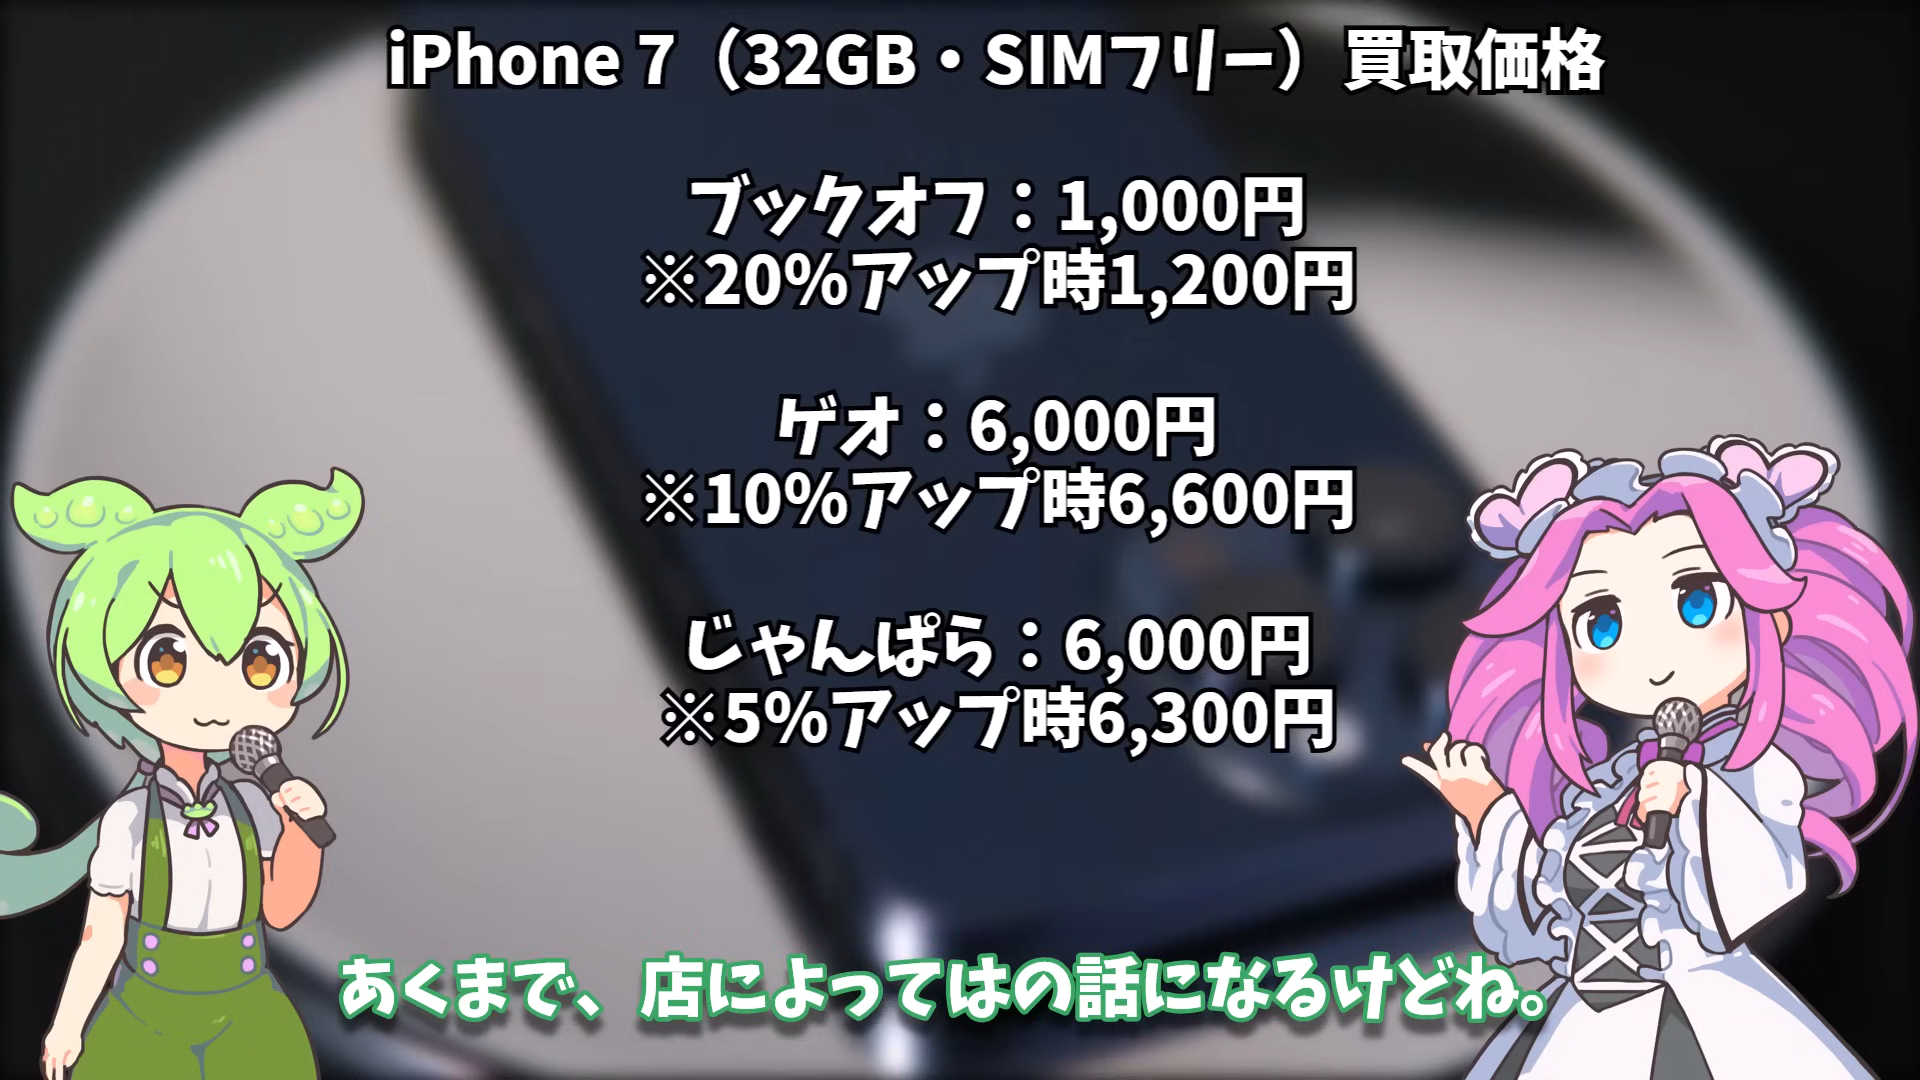 iPhone 7（32GB・SIMフリー）買取価格
ブックオフ：1,000円
※20%アップ時1,200円
ゲオ：6,000円
※10%アップ時6,600円
じゃんぱら：6,000円
※5%アップ時6,300円
あくまで、店によってはの話になるけどね。